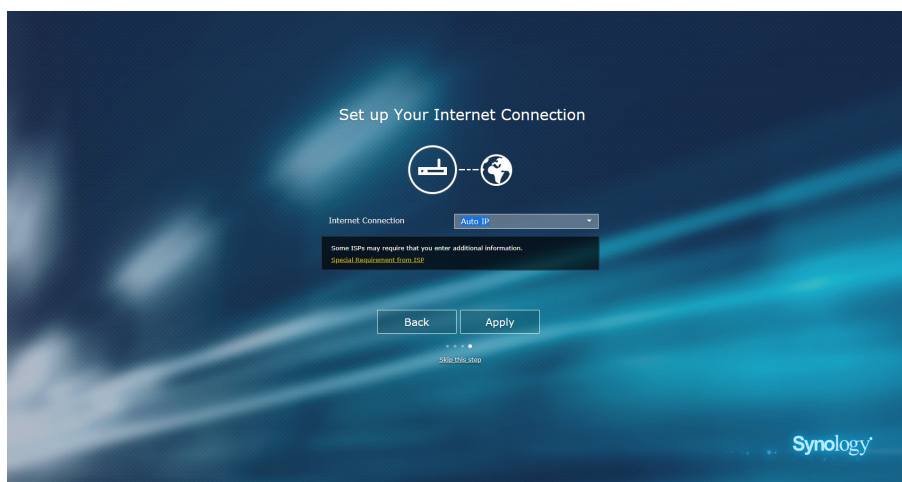 Set up Your Internet Connection
Internet Connection
Auto IP
Some ISPs may require that you enter additional information.
Special Requirement from ISP
Back
Apply
Skip this step
Synology